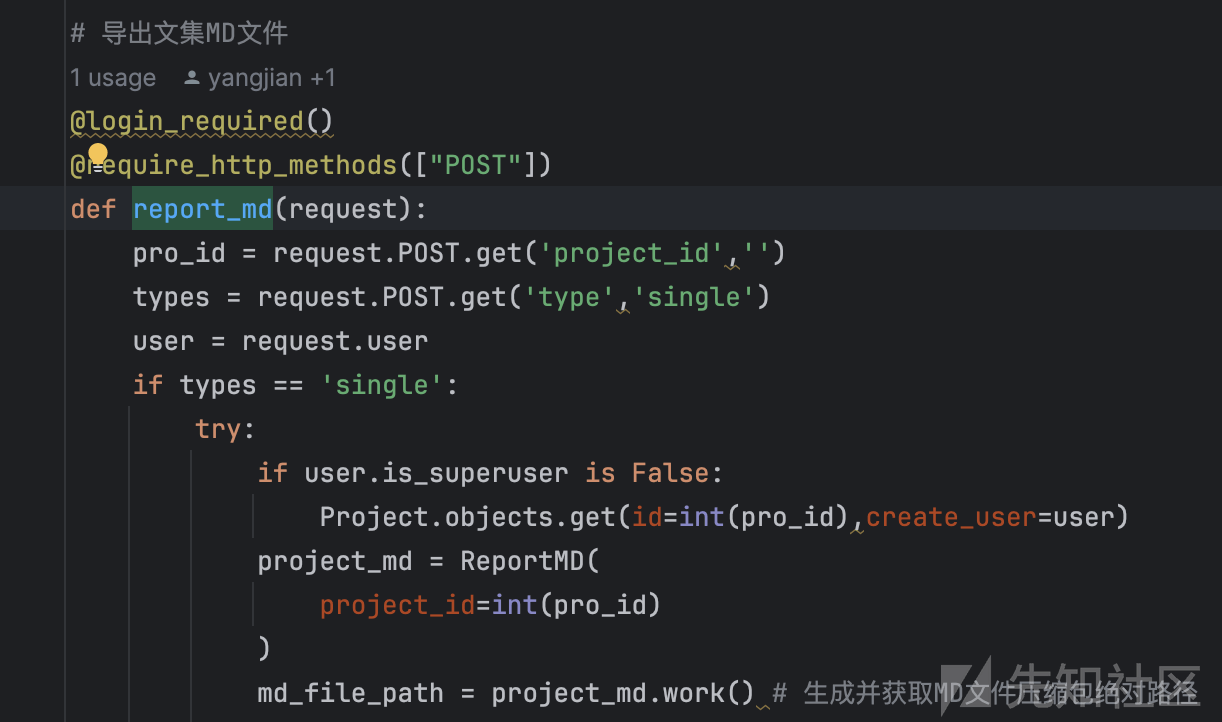 # 导出文集MD文件
1 usage yangjian +1
@login_required()
@require_http_methods(["POST"])
def report_md(request):
    pro_id = request.POST.get('project_id','')
    types = request.POST.get('type','single')
    user = request.user
    if types == 'single':
        try:
            if user.is_superuser is False:
                Project.objects.get(id=int(pro_id),create_user=user)
            project_md = ReportMD(
                project_id=int(pro_id)
            )
            md_file_path = project_md.work() # 生成并获取MD文件压缩包绝对路径
先知社区